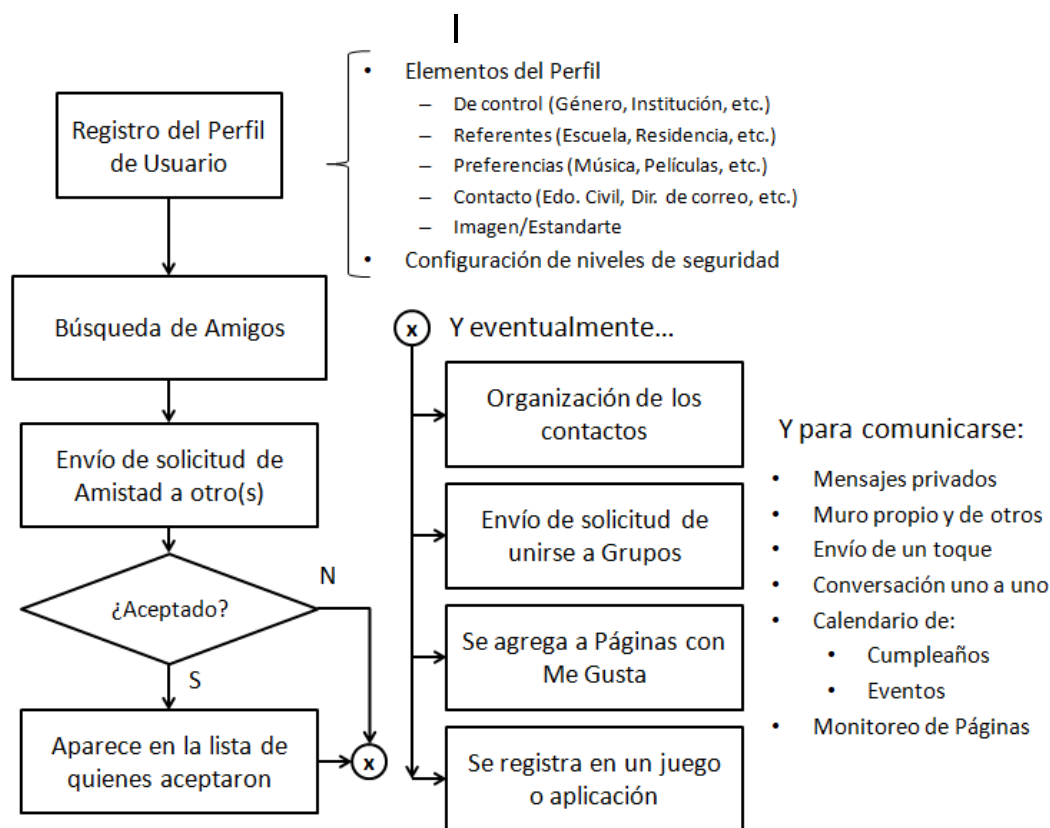 Registro del Perfil
de Usuario
• Elementos del Perfil
– De control (Género, Institución, etc.)
– Referentes (Escuela, Residencia, etc.)
– Preferencias (Música, Películas, etc.)
– Contacto (Edo. Civil, Dir. de correo, etc.)
– Imagen/Estandarte
• Configuración de niveles de seguridad
Búsqueda de Amigos
Envío de solicitud de
Amistad a otro(s)
¿Aceptado?
N
S
Aparece en la lista de
quienes aceptaron
x
x
Y eventualmente...
Organización de los
contactos
Envío de solicitud de
unirse a Grupos
Se agrega a Páginas con
Me Gusta
Se registra en un juego
o aplicación
Y para comunicarse:
• Mensajes privados
• Muro propio y de otros
• Envío de un toque
• Conversación uno a uno
• Calendario de:
• Cumpleaños
• Eventos
• Monitoreo de Páginas